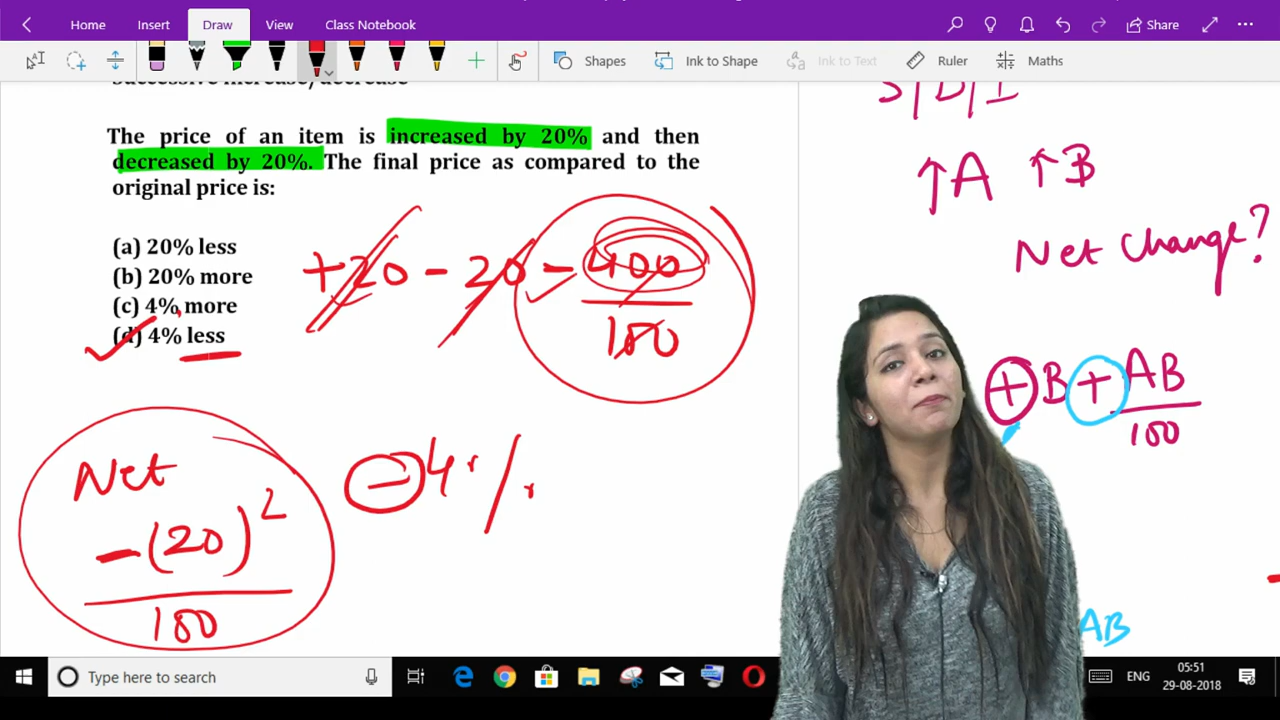 Home Insert Draw View Class Notebook Share
Shapes Ink to Shape Ink to Text Ruler Maths
Successive increase/decrease
The price of an item is increased by 20% and then
decreased by 20%. The final price as compared to the
original price is:
(a) 20% less
(b) 20% more
(c) 4% more
(d) 4% less
+20 - 20 - 400
100
Net
-(20)²
100
- 4 %
S/D/I
↑A ↑B
Net Change?
+ B + AB
100
AB
Type here to search
ENG
05:51
29-08-2018